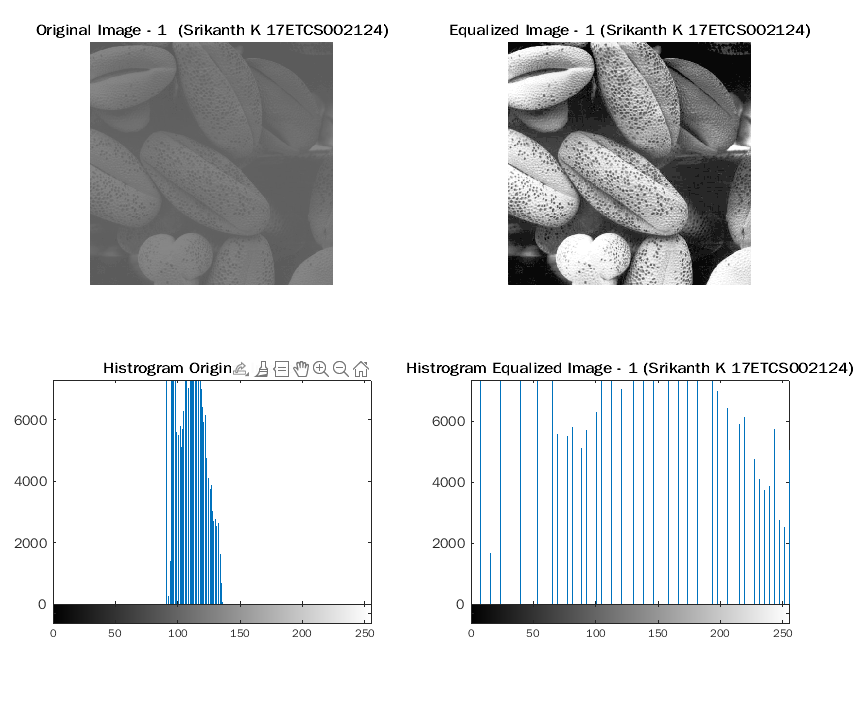 Original Image - 1  (Srikanth K 17ETCS002124)
Equalized Image - 1 (Srikanth K 17ETCS002124)
Histrogram Origin
6000
4000
2000
0
0 50 100 150 200 250
Histrogram Equalized Image - 1 (Srikanth K 17ETCS002124)
6000
4000
2000
0
0 50 100 150 200 250